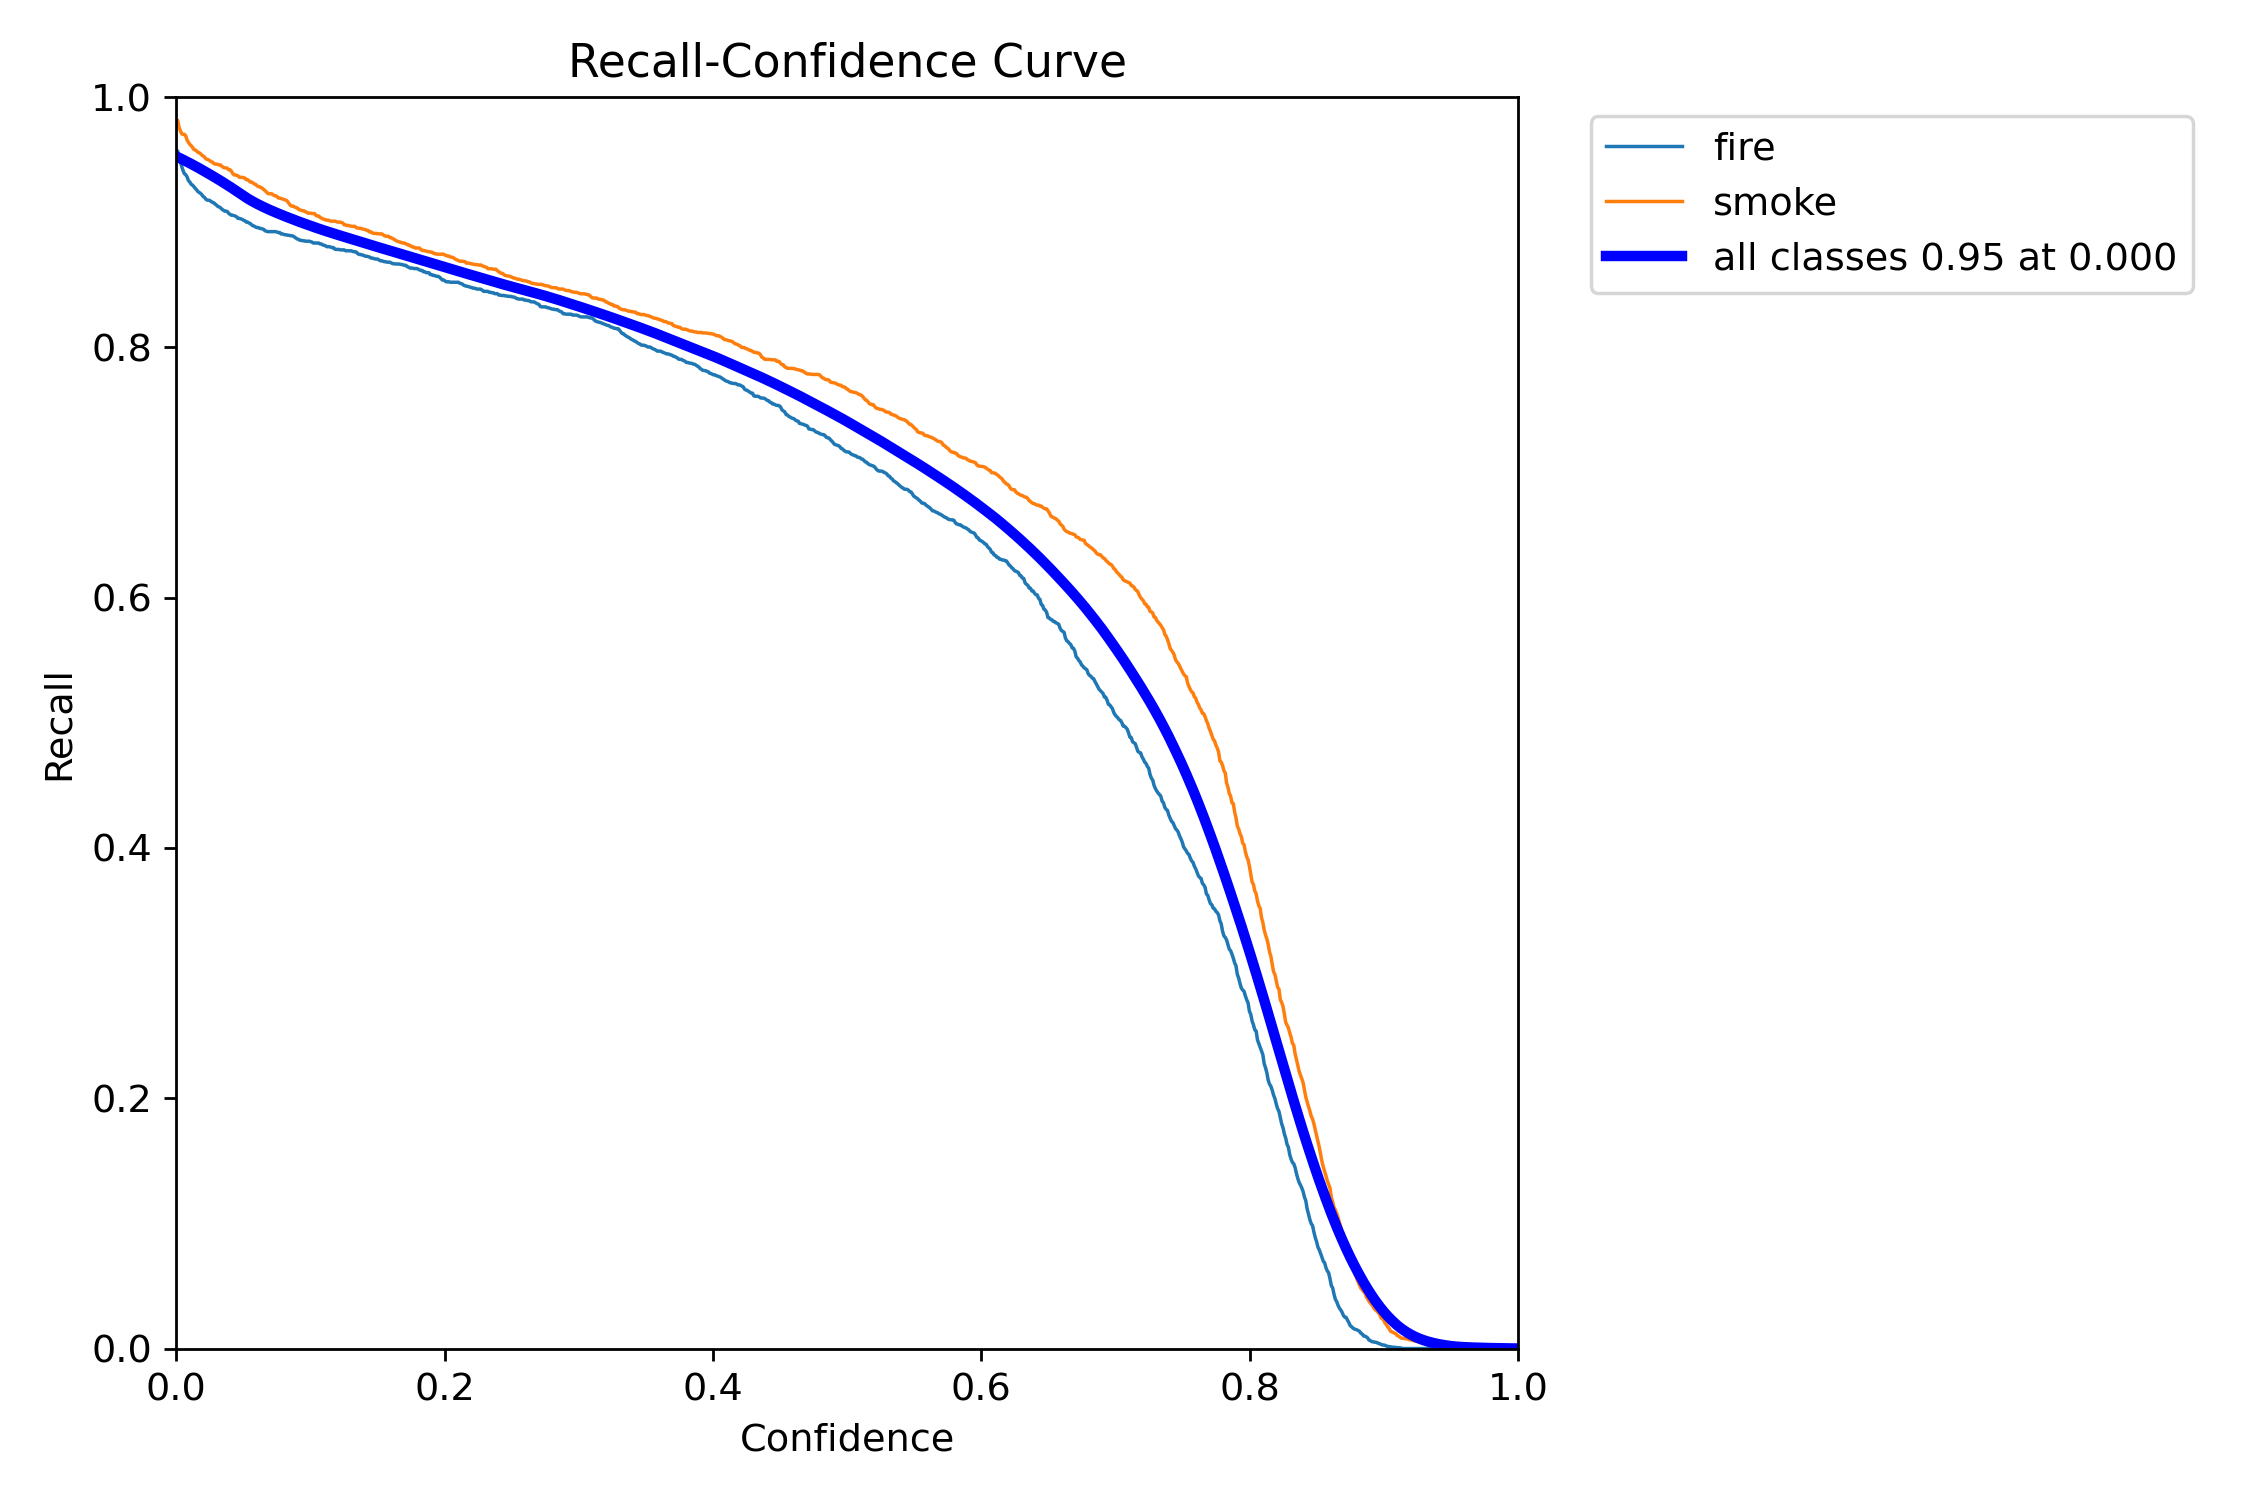 Recall-Confidence Curve
1.0
0.8
0.6
0.4
0.2
0.0
Recall
0.0 0.2 0.4 0.6 0.8 1.0
Confidence
fire
smoke
all classes 0.95 at 0.000